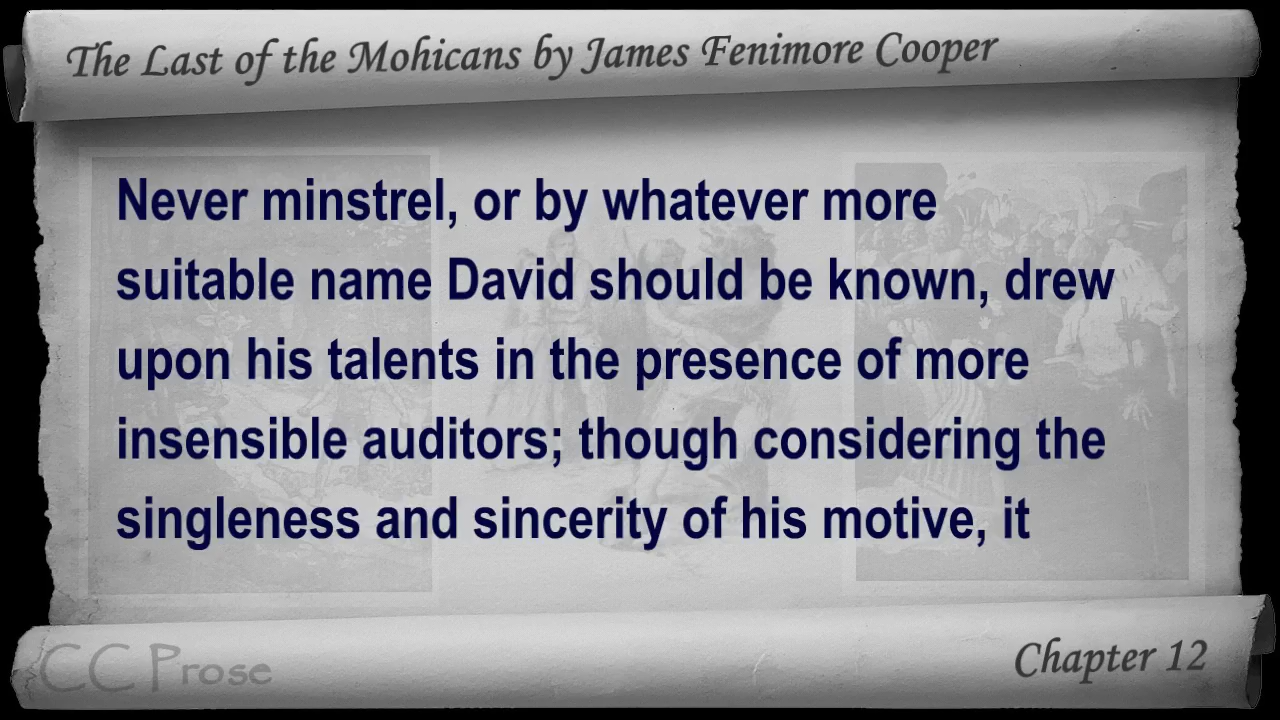 The Last of the Mohicans by James Fenimore Cooper
Never minstrel, or by whatever more
suitable name David should be known, drew
upon his talents in the presence of more
insensible auditors; though considering the
singleness and sincerity of his motive, it
CC Prose
Chapter 12